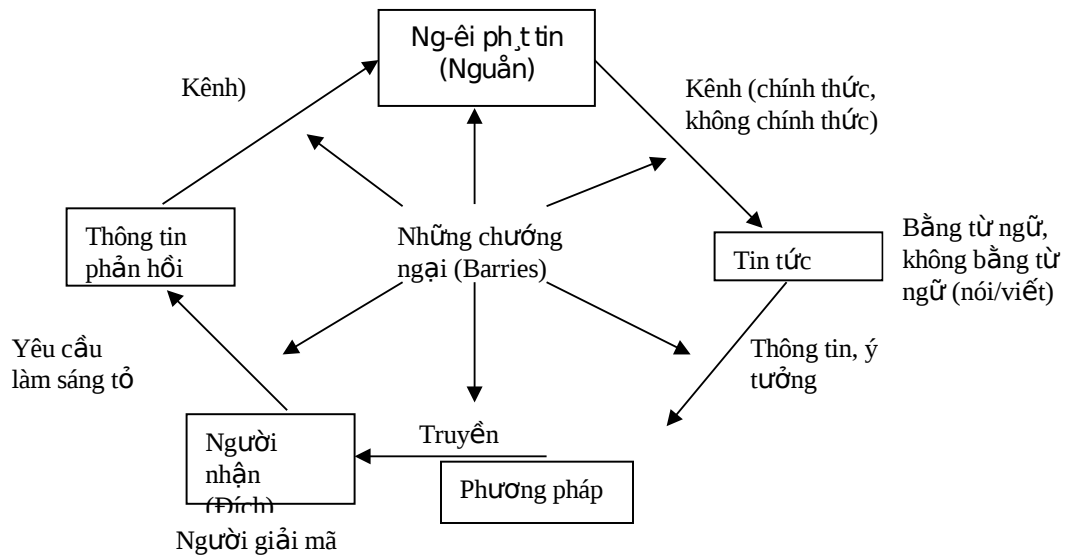 Ng-êi ph¸t tin
(Nguån)
Kênh)
Kênh (chính thức,
không chính thức)
Thông tin
phản hồi
Những chướng
ngại (Barries)
Tin tức
Bằng từ ngữ,
không bằng từ
ngữ (nói/viết)
Yêu cầu
làm sáng tỏ
Thông tin, ý
tưởng
Người
nhận
(Đích)
Truyền
Phương pháp
Người giải mã